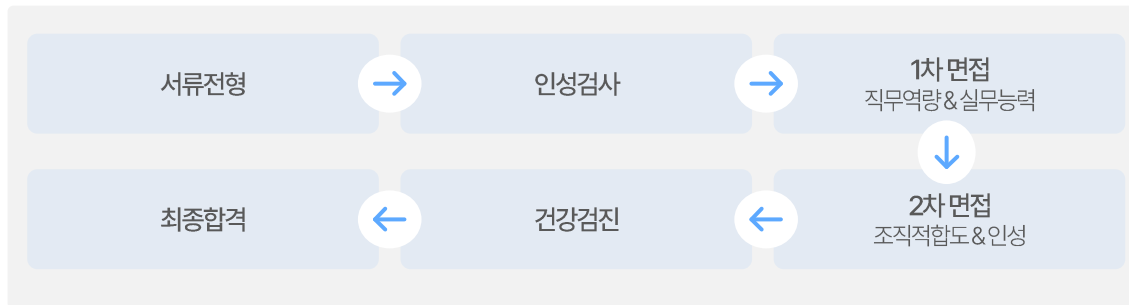 서류전형
인성검사
1차 면접
직무역량 & 실무능력
2차 면접
조직적합도 & 인성
건강검진
최종합격